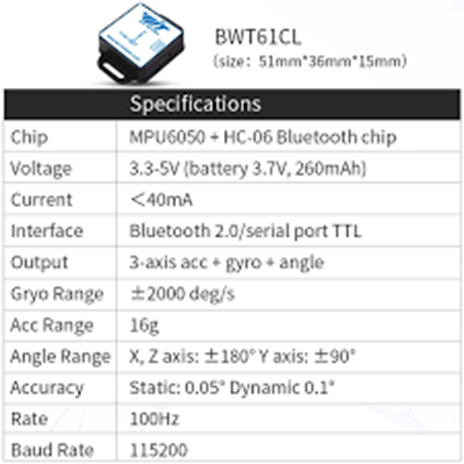 BWT61CL
(size: 51mm*36mm*15mm)
Specifications
Chip MPU6050 + HC-06 Bluetooth chip
Voltage 3.3-5V (battery 3.7V, 260mAh)
Current <40mA
Interface Bluetooth 2.0/serial port TTL
Output 3-axis acc + gyro + angle
Gryo Range ±2000 deg/s
Acc Range 16g
Angle Range X, Z axis: ±180° Y axis: ±90°
Accuracy Static: 0.05° Dynamic 0.1°
Rate 100Hz
Baud Rate 115200